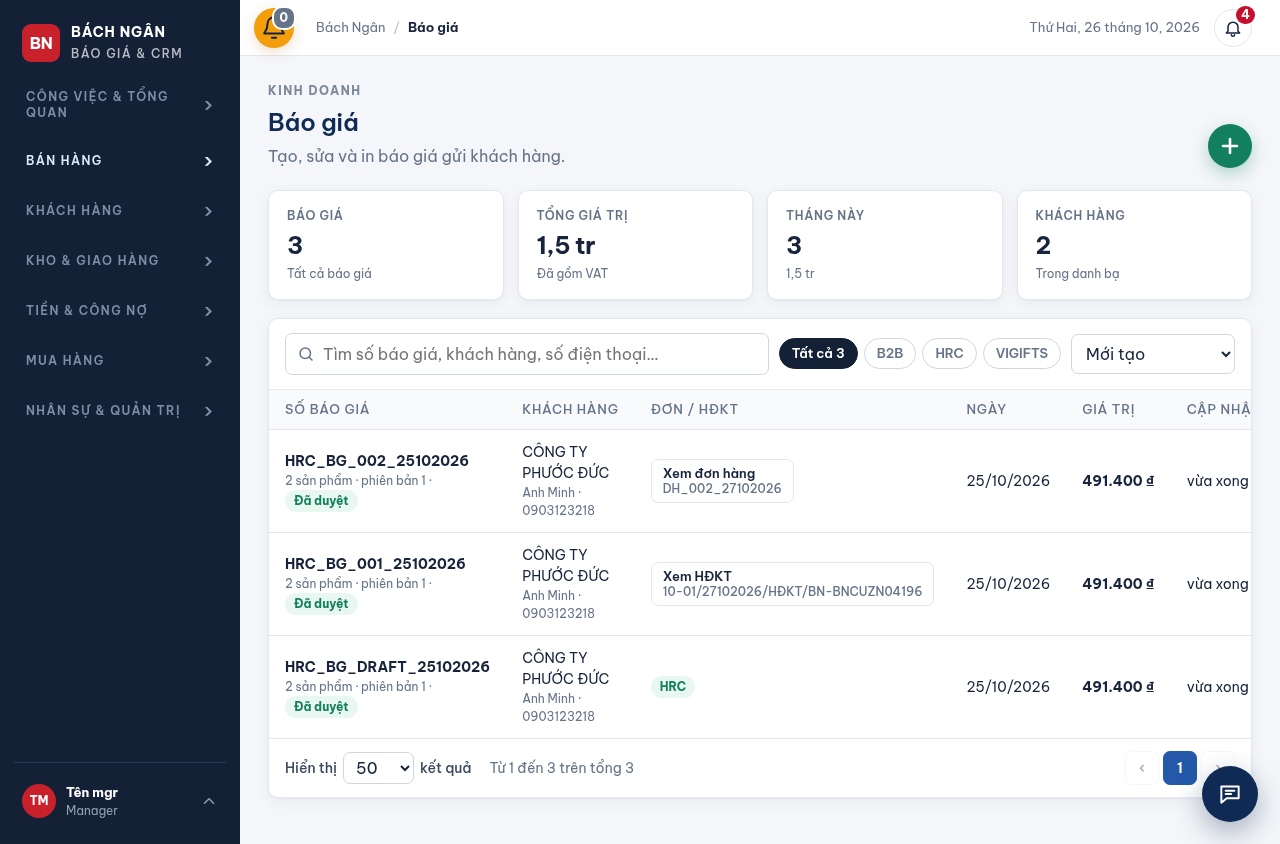 BN
BÁCH NGÂN
BÁO GIÁ & CRM
CÔNG VIỆC & TỔNG
QUAN
BÁN HÀNG
KHÁCH HÀNG
KHO & GIAO HÀNG
TIỀN & CÔNG NỢ
MUA HÀNG
NHÂN SỰ & QUẢN TRỊ
TM
Tên mgr
Manager
0
Bách Ngân / Báo giá
Thứ Hai, 26 tháng 10, 2026
4
KINH DOANH
Báo giá
Tạo, sửa và in báo giá gửi khách hàng.
BÁO GIÁ
3
Tất cả báo giá
TỔNG GIÁ TRỊ
1,5 tr
Đã gồm VAT
THÁNG NÀY
3
1,5 tr
KHÁCH HÀNG
2
Trong danh bạ
Tìm số báo giá, khách hàng, số điện thoại...
Tất cả 3
B2B
HRC
VIGIFTS
Mới tạo
SỐ BÁO GIÁ KHÁCH HÀNG ĐƠN / HĐKT NGÀY GIÁ TRỊ CẬP NHẬ
HRC_BG_002_25102026
2 sản phẩm · phiên bản 1 ·
Đã duyệt
CÔNG TY
PHƯỚC ĐỨC
Anh Minh ·
0903123218
Xem đơn hàng
DH_002_27102026
25/10/2026
491.400 ₫
vừa xong
HRC_BG_001_25102026
2 sản phẩm · phiên bản 1 ·
Đã duyệt
CÔNG TY
PHƯỚC ĐỨC
Anh Minh ·
0903123218
Xem HĐKT
10-01/27102026/HĐKT/BN-BNCUZN04196
25/10/2026
491.400 ₫
vừa xong
HRC_BG_DRAFT_25102026
2 sản phẩm · phiên bản 1 ·
Đã duyệt
CÔNG TY
PHƯỚC ĐỨC
Anh Minh ·
0903123218
HRC
25/10/2026
491.400 ₫
vừa xong
Hiển thị 50 kết quả Từ 1 đến 3 trên tổng 3
‹ 1